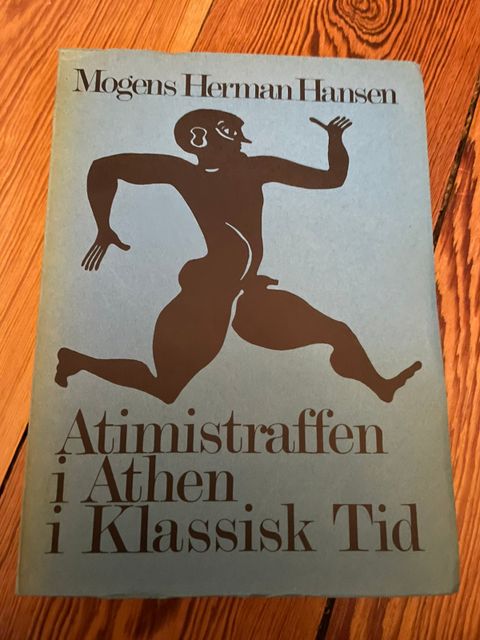 Mogens Herman Hansen
Atimistraffen
i Athen
i Klassisk Tid